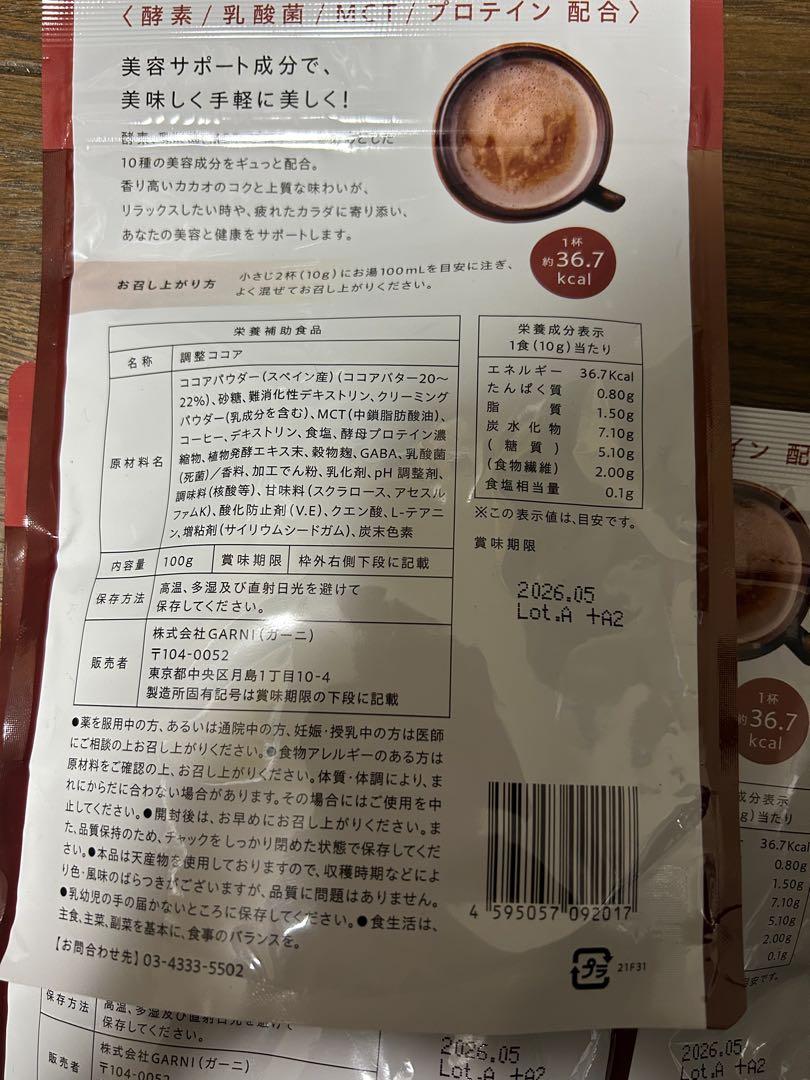 〈酵素/乳酸菌/MCT/プロテイン 配合〉
美容サポート成分で、
美味しく手軽に美しく!
10種の美容成分をギュっと配合。
香り高いカカオのコクと上質な味わいが、
リラックスしたい時や、疲れたカラダに寄り添い、
あなたの美容と健康をサポートします。
1杯
約36.7
kcal
お召し上がり方
小さじ2杯(10g)にお湯100mLを目安に注ぎ、
よく混ぜてお召し上がりください。
栄養補助食品
名称 調整ココア
原材料名
ココアパウダー(スペイン産)(ココアバター20〜
22%)、砂糖、難消化性デキストリン、クリーミング
パウダー(乳成分を含む)、MCT(中鎖脂肪酸油)、
コーヒー、デキストリン、食塩、酵母プロテイン濃
縮物、植物発酵エキス末、穀物麹、GABA、乳酸菌
(死菌)/香料、加工でん粉、乳化剤、pH調整剤、
調味料(核酸等)、甘味料(スクラロース、アセスル
ファムK)、酸化防止剤(V.E)、クエン酸、L-テアニ
ン、増粘剤(サイリウムシードガム)、炭末色素
内容量 100g 賞味期限 枠外右側下段に記載
保存方法 高温、多湿及び直射日光を避けて
保存してください。
販売者
株式会社GARNI(ガーニ)
〒104-0052
東京都中央区月島1丁目10-4
製造所固有記号は賞味期限の下段に記載
栄養成分表示
1食(10g)当たり
エネルギー 36.7Kcal
たんぱく質 0.80g
脂質 1.50g
炭水化物 7.10g
(糖質) 5.10g
(食物繊維) 2.00g
食塩相当量 0.1g
※この表示値は、目安です。
賞味期限
2026.05
Lot.A +A2
●薬を服用中の方、あるいは通院中の方、妊娠・授乳中の方は医師
にご相談の上お召し上がりください。●食物アレルギーのある方は
原材料をご確認の上、お召し上がりください。体質・体調により、ま
れにからだに合わない場合があります。その場合にはご使用を中
止してください。●開封後は、お早めにお召し上がりください。ま
た、品質保持のため、チャックをしっかり閉めた状態で保存してくだ
さい。●本品は天産物を使用しておりますので、収穫時期などによ
り色・風味のばらつきがございますが、品質に問題はありません。
●乳幼児の手の届かないところに保存してください。●食生活は、
主食、主菜、副菜を基本に、食事のバランスを。
【お問合わせ先】03-4333-5502
4 595057 092017
プラ
21F31
イン 配
1杯
約36.7
kcal
成分表示
g)当たり
36.7Kcal
0.80g
1.50g
7.10g
5.10g
2.00g
0.1g
目安です。
保存方法 高温、多湿及び直射日光を避けて
保存してください。
販売者
株式会社GARNI(ガーニ)
〒104-0052
2026.05
Lot.A +A2
2026.05
Lot.A +A2